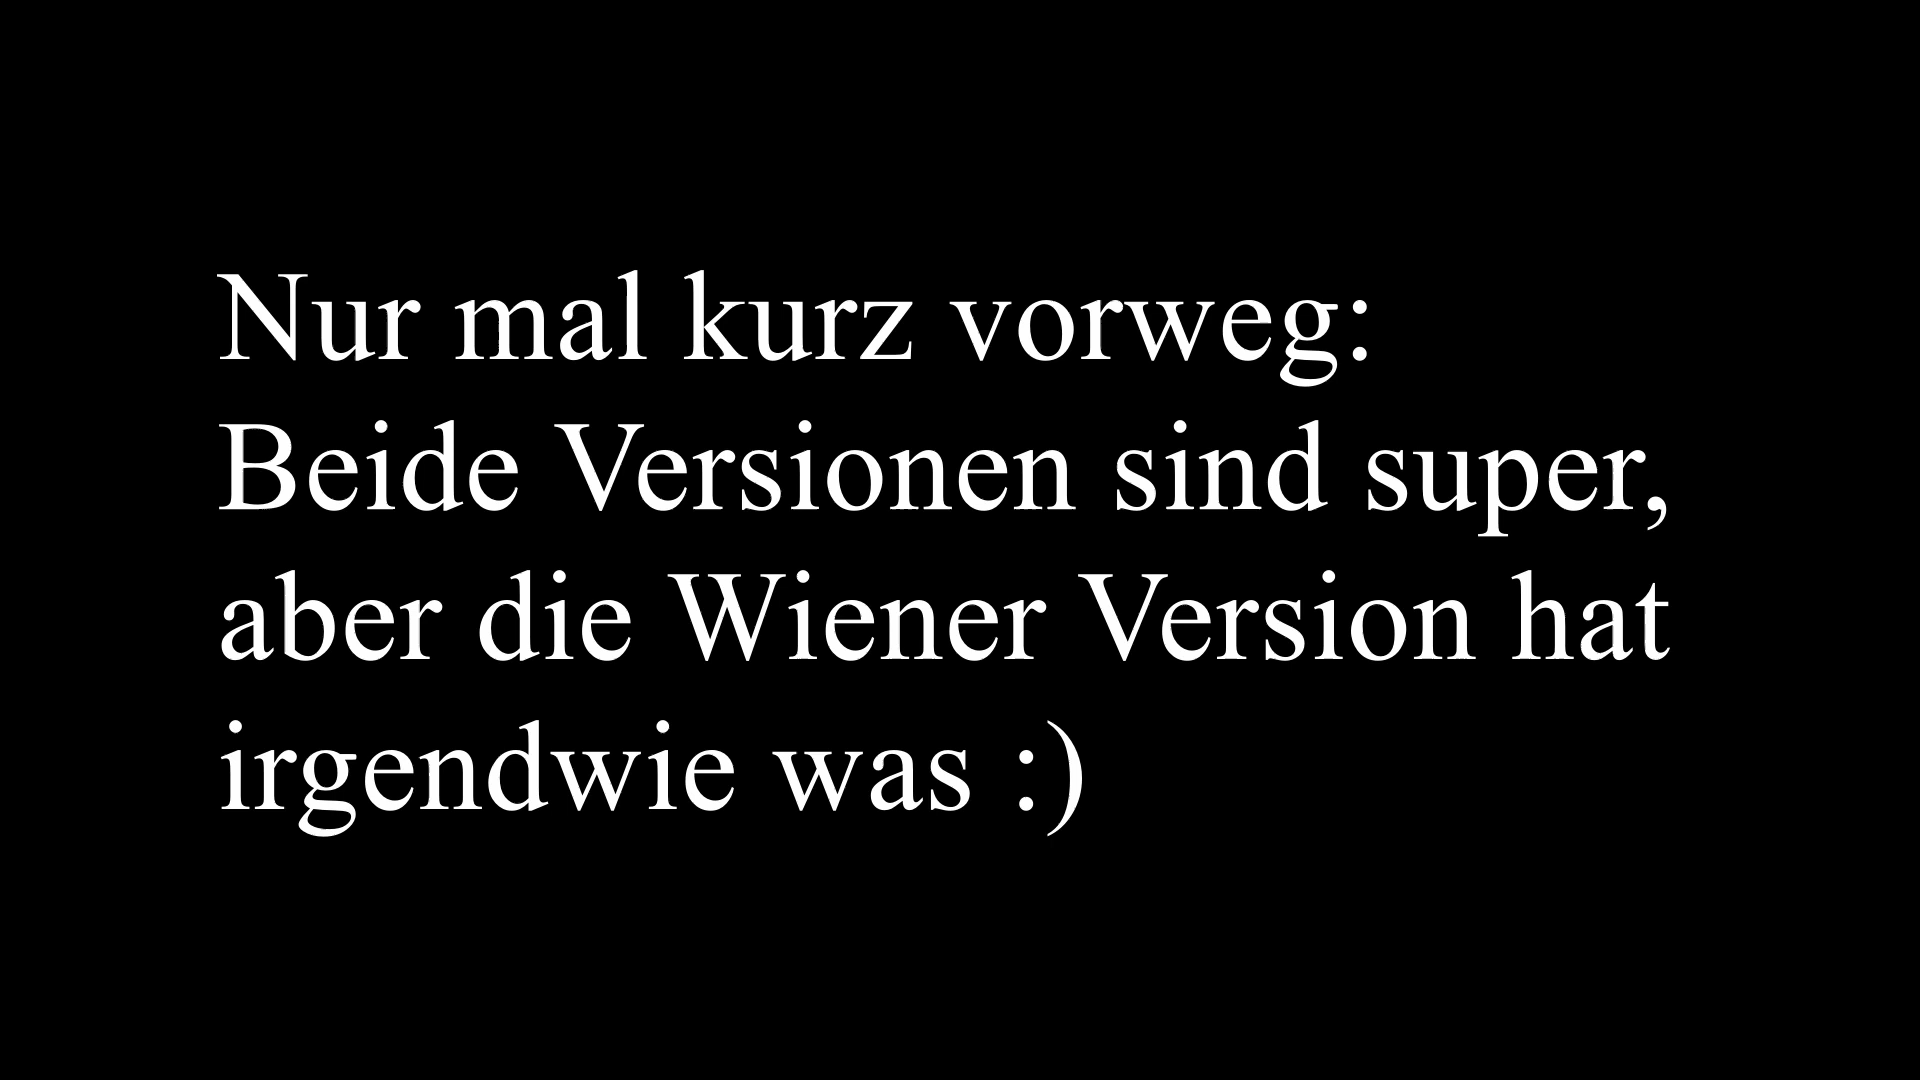 Nur mal kurz vorweg:
Beide Versionen sind super,
aber die Wiener Version hat
irgendwie was :)